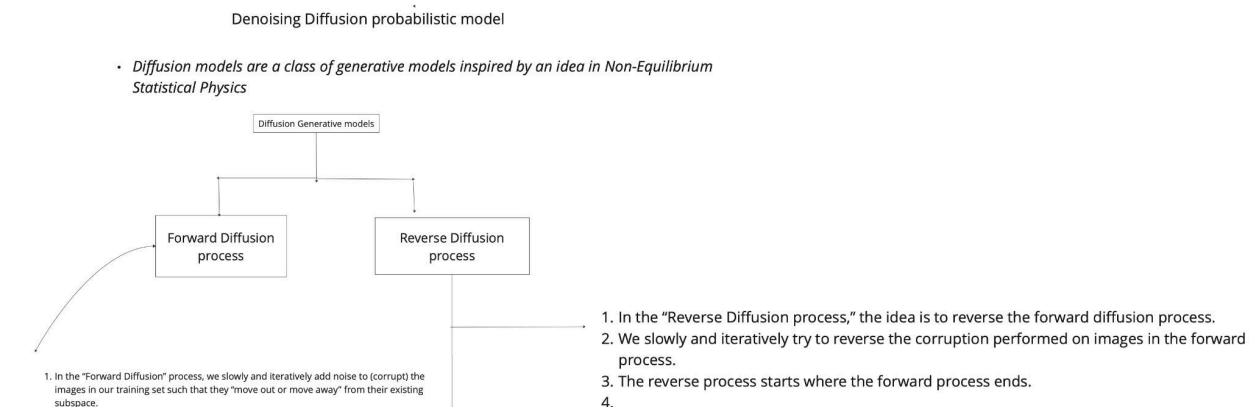 Denoising Diffusion probabilistic model
• Diffusion models are a class of generative models inspired by an idea in Non-Equilibrium
Statistical Physics
Diffusion Generative models
Forward Diffusion
process
Reverse Diffusion
process
1. In the “Reverse Diffusion process,” the idea is to reverse the forward diffusion process.
2. We slowly and iteratively try to reverse the corruption performed on images in the forward
process.
3. The reverse process starts where the forward process ends.
4.
1. In the “Forward Diffusion” process, we slowly and iteratively add noise to (corrupt) the
images in our training set such that they “move out or move away” from their existing
subspace.